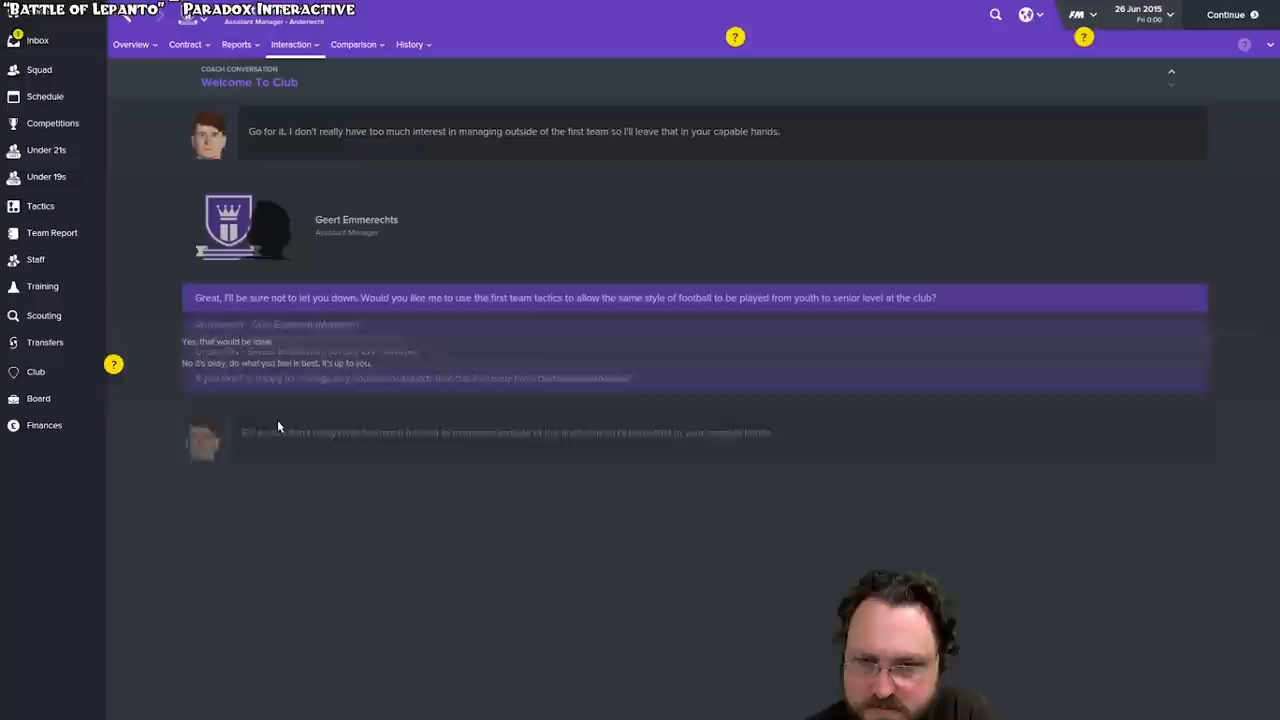 "Battle of Lepanto" – Paradox Interactive
Assistant Manager - Anderlecht
FM
26 Jun 2015
Fri 0:00
Continue
Inbox
Overview
Contract
Reports
Interaction
Comparison
History
Squad
Schedule
Competitions
Under 21s
Under 19s
Tactics
Team Report
Staff
Training
Scouting
Transfers
Club
Board
Finances
COACH CONVERSATION
Welcome To Club
Go for it. I don't really have too much interest in managing outside of the first team so I'll leave that in your capable hands.
Geert Emmerechts
Assistant Manager
Great, I'll be sure not to let you down. Would you like me to use the first team tactics to allow the same style of football to be played from youth to senior level at the club?
Yes, that would be ideal
No it's okay, do what you feel is best. It's up to you.